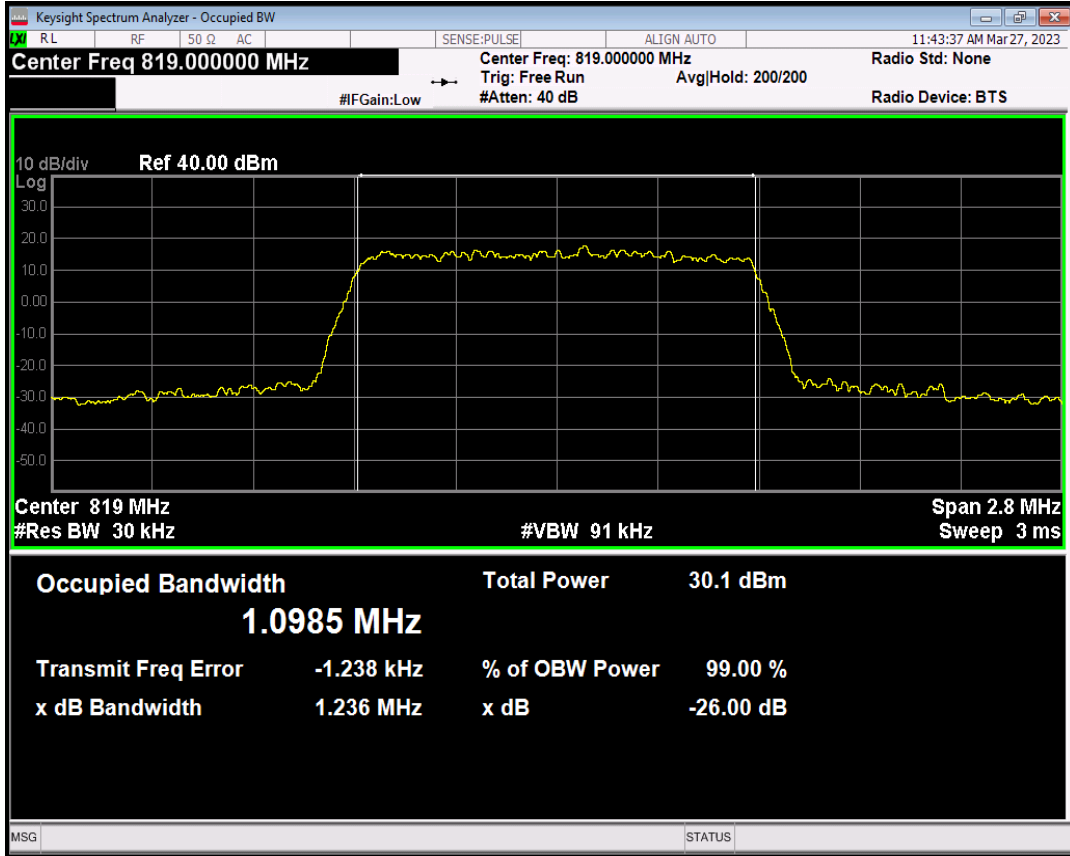 Keysight Spectrum Analyzer - Occupied BW
LXI RL RF 50 Ω AC SENSE:PULSE ALIGN AUTO 11:43:37 AM Mar 27, 2023
Center Freq 819.000000 MHz
Center Freq: 819.000000 MHz
Radio Std: None
Trig: Free Run Avg|Hold: 200/200
#IFGain:Low
#Atten: 40 dB
Radio Device: BTS
10 dB/div Ref 40.00 dBm
Log
30.0
20.0
10.0
0.00
-10.0
-20.0
-30.0
-40.0
-50.0
Center 819 MHz
Span 2.8 MHz
#Res BW 30 kHz
#VBW 91 kHz
Sweep 3 ms
Occupied Bandwidth
Total Power 30.1 dBm
1.0985 MHz
Transmit Freq Error -1.238 kHz
% of OBW Power 99.00 %
x dB Bandwidth 1.236 MHz
x dB -26.00 dB
MSG
STATUS